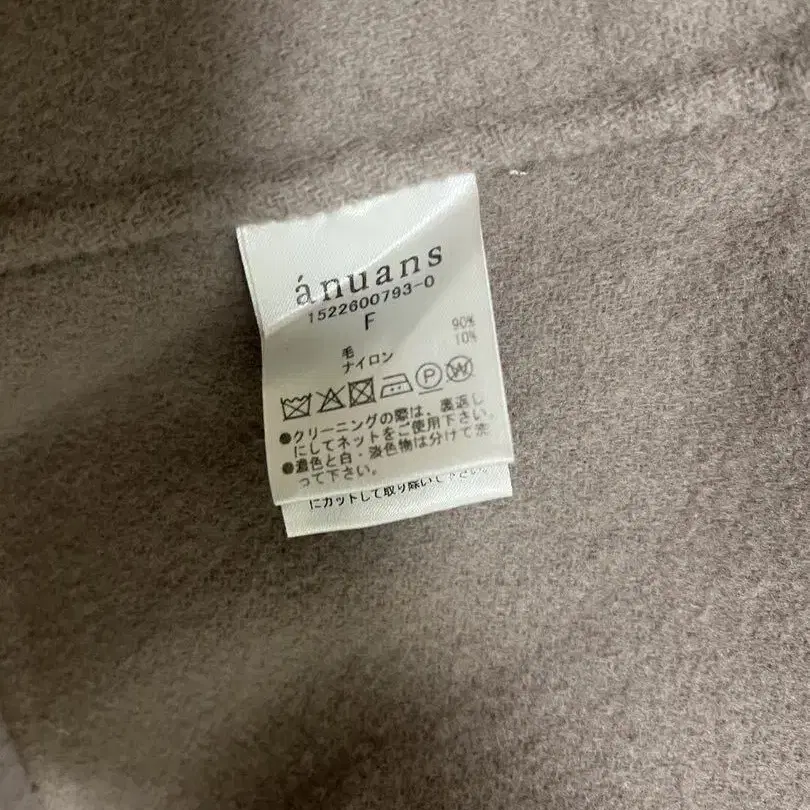 ánuans
1522600793-0
F
毛 90%
ナイロン 10%
P W
●クリーニングの際は、裏返し
にしてネットをご使用下さい。
●濃色と白・淡色物は分けて洗
って下さい。
にカットして取り除いて下さい。